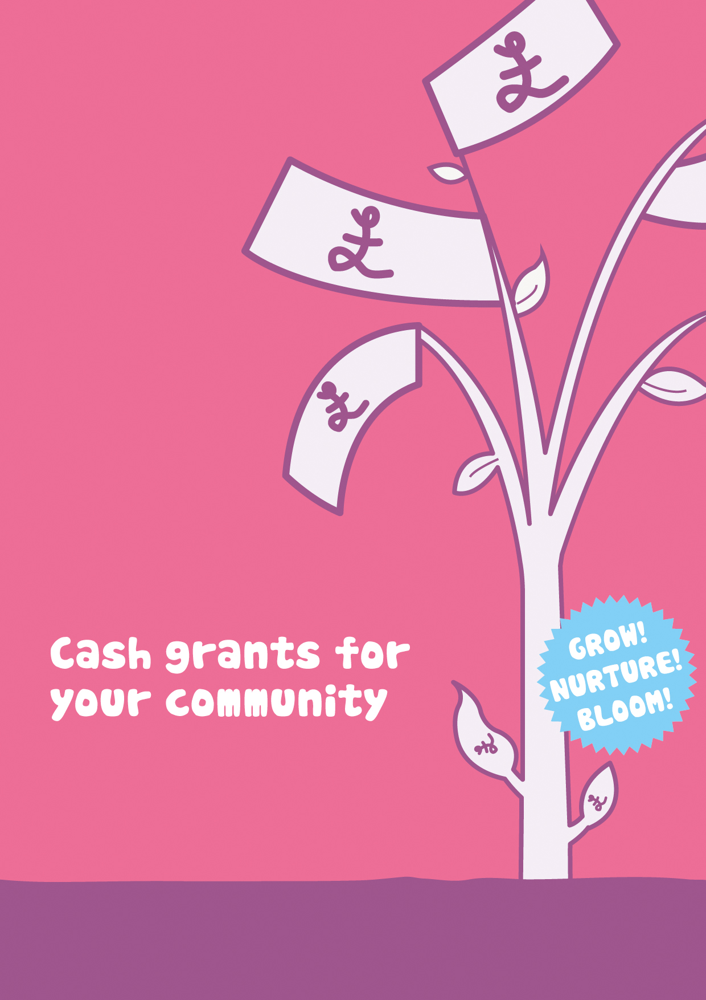 £
£
£
Cash grants for
your community
GROW!
NURTURE!
BLOOM!
£
£